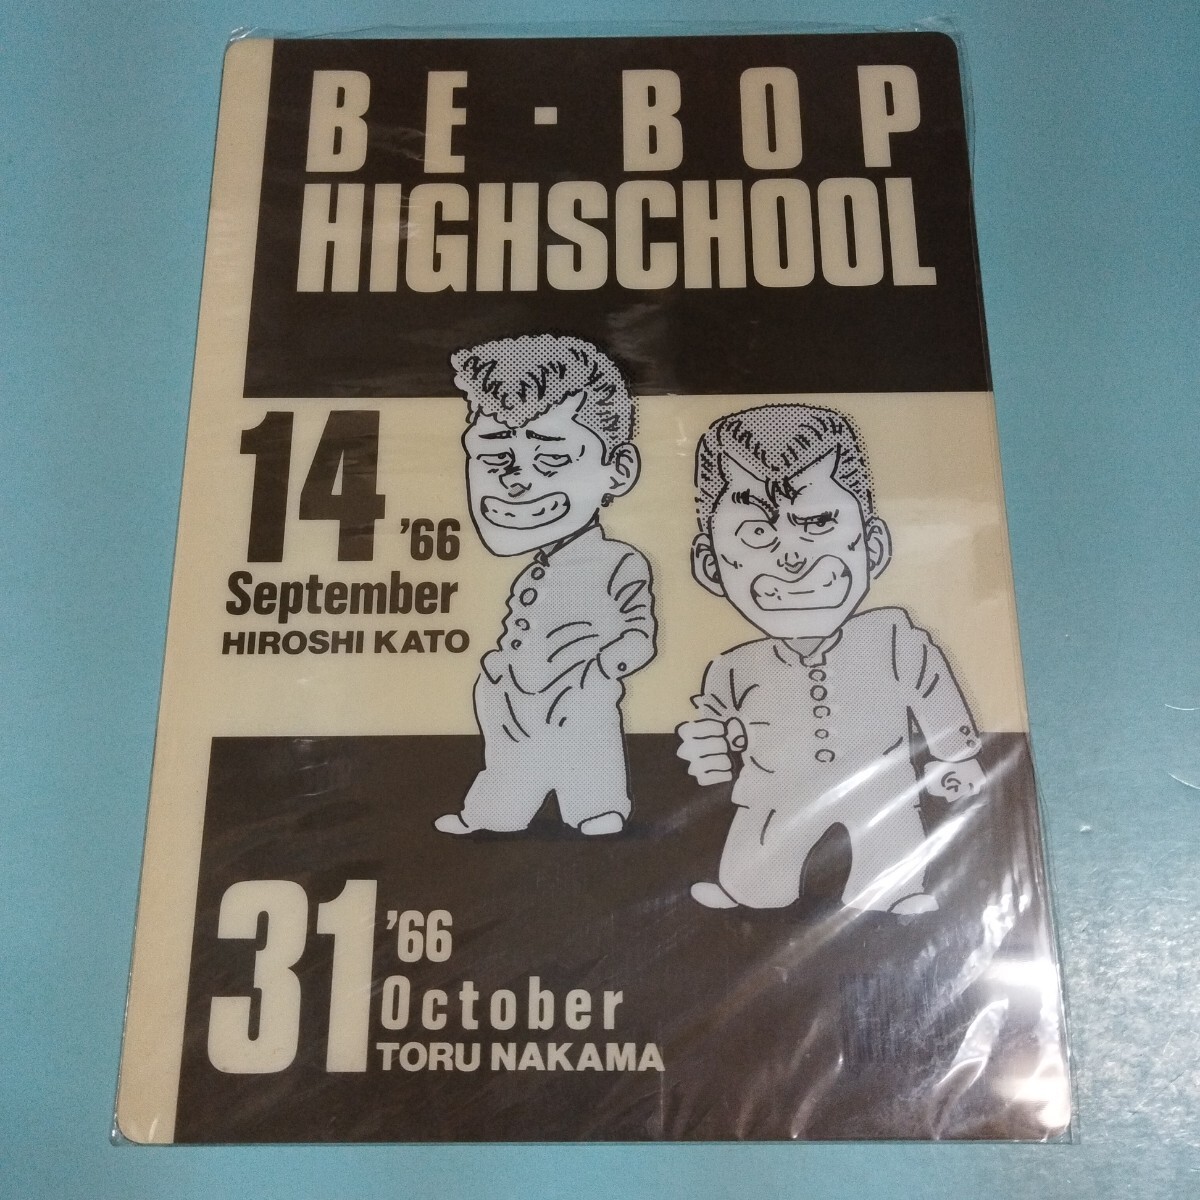 BE・BOP
HIGHSCHOOL
14 '66
September
HIROSHI KATO
31 '66
October
TORU NAKAMA